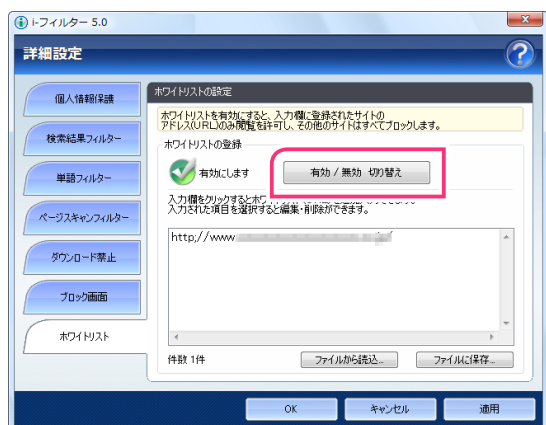 i-フィルター 5.0
詳細設定
個人情報保護
検索結果フィルター
単語フィルター
ページスキャンフィルター
ダウンロード禁止
ブロック画面
ホワイトリスト
ホワイトリストの設定
ホワイトリストを有効にすると、入力欄に登録されたサイトの
アドレス(URL)のみ閲覧を許可し、その他のサイトはすべてブロックします。
ホワイトリストの登録
有効にします
有効 / 無効 切り替え
入力欄をクリックするとホワ
入力された項目を選択すると編集・削除ができます。
http://www
件数 1件
ファイルから読込...
ファイルに保存...
OK
キャンセル
適用